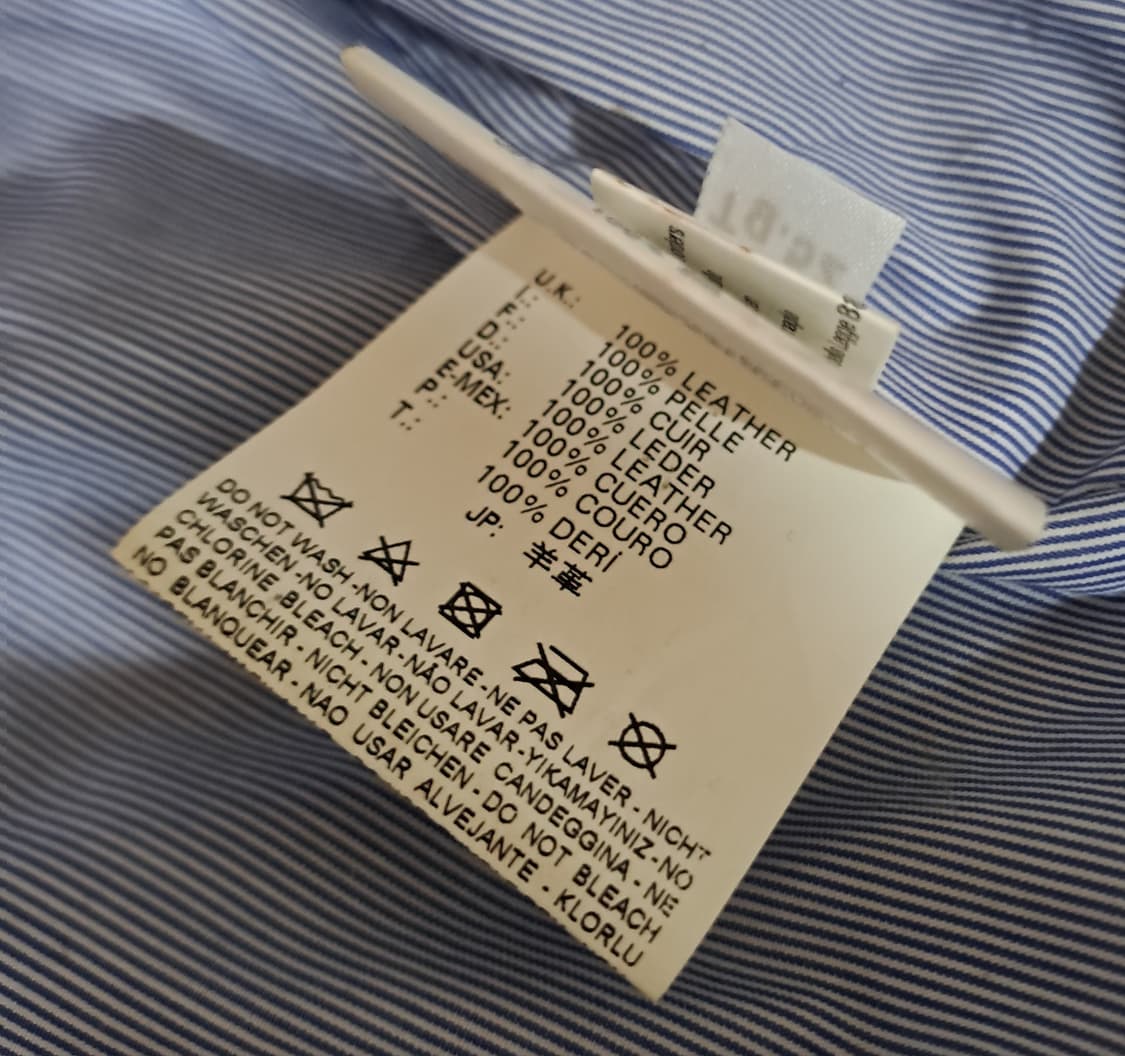 U.K.: 100% LEATHER
I.: 100% PELLE
F.: 100% CUIR
D.: 100% LEDER
USA: 100% LEATHER
E-MEX: 100% CUERO
P.: 100% COURO
T.: 100% DERİ
JP: 羊革
DO NOT WASH -NON LAVARE -NE PAS LAVER - NICHT
WASCHEN -NO LAVAR -NÃO LAVAR -YIKAMAYINIZ -NO
CHLORINE BLEACH - NON USARE CANDEGGINA - NE
PAS BLANCHIR - NICHT BLEICHEN - DO NOT BLEACH
NO BLANQUEAR - NAO USAR ALVEJANTE - KLORLU